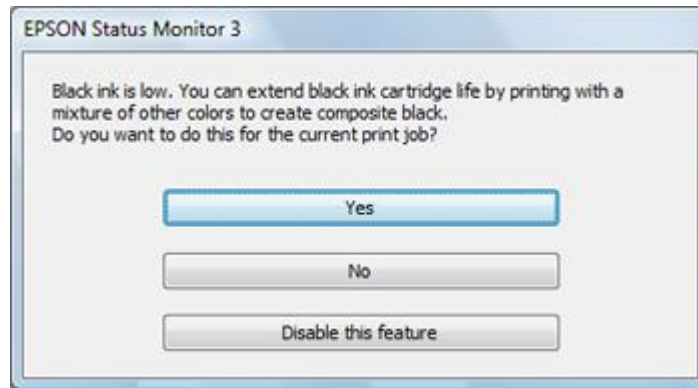 EPSON Status Monitor 3
Black ink is low. You can extend black ink cartridge life by printing with a
mixture of other colors to create composite black.
Do you want to do this for the current print job?
Yes
No
Disable this feature